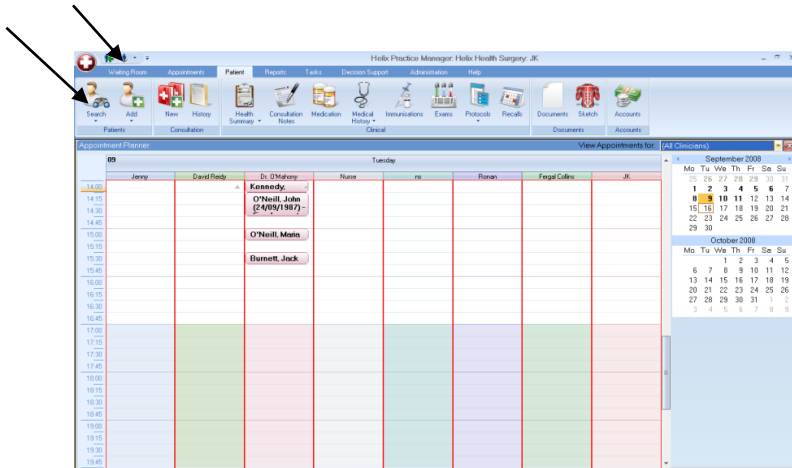 Helix Practice Manager: Helix Health Surgery: JK
Waiting Room Appointments Patient Reports Tasks Decision Support Administration Help
Search Add New History Health Summary Consultation Notes Medication Medical History Immunisations Exams Protocols Recalls Documents Sketch Accounts
Patients Consultation Clinical Documents Accounts
Appointment Planner View Appointments for: (All Clinicians)
09 Tuesday
Jenny David Reidy Dr. O'Mahony Nurse ns Ronan Fergal Collins JK
14:00 Kennedy,
14:15 O'Neill, John
(24/09/1987) -
14:30
14:45
15:00 O'Neill, Maria
15:15
15:30 Burnett, Jack
15:45
16:00
16:15
16:30
16:45
17:00
17:15
17:30
17:45
18:00
18:15
18:30
18:45
19:00
19:15
19:30
19:45
September 2008
Mo Tu We Th Fr Sa Su
25 26 27 28 29 30 31
1 2 3 4 5 6 7
8 9 10 11 12 13 14
15 16 17 18 19 20 21
22 23 24 25 26 27 28
29 30
October 2008
Mo Tu We Th Fr Sa Su
1 2 3 4 5
6 7 8 9 10 11 12
13 14 15 16 17 18 19
20 21 22 23 24 25 26
27 28 29 30 31 1 2
3 4 5 6 7 8 9